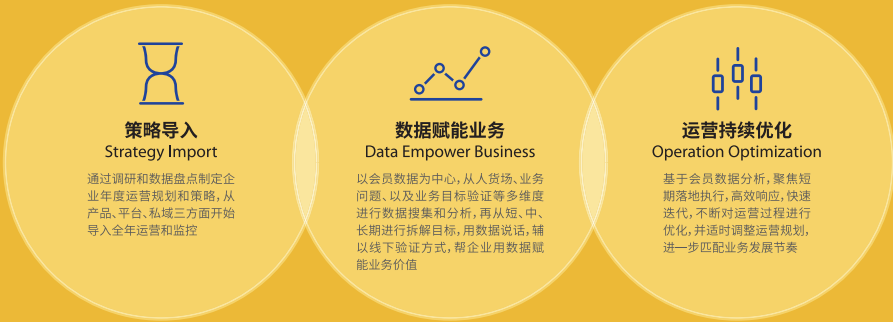 策略导入
Strategy Import
通过调研和数据盘点制定企
业年度运营规划和策略,从
产品、平台、私域三方面开始
导入全年运营和监控
数据赋能业务
Data Empower Business
以会员数据为中心,从人货场、业务
问题、以及业务目标验证等多维度
进行数据搜集和分析,再从短、中、
长期进行拆解目标,用数据说话,辅
以线下验证方式,帮企业用数据赋
能业务价值
运营持续优化
Operation Optimization
基于会员数据分析,聚焦短
期落地执行,高效响应,快速
迭代,不断对运营过程进行
优化,并适时调整运营规划,
进一步匹配业务发展节奏